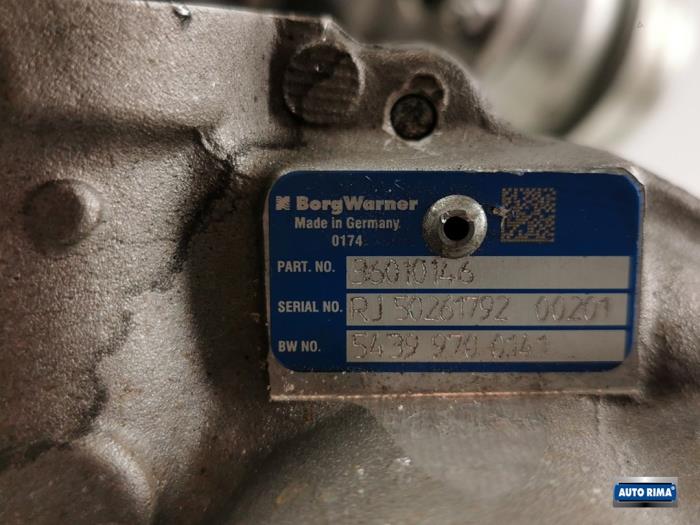 BorgWarner
Made in Germany
0174
PART. NO. 36010146
SERIAL NO. RJ 50261792 00201
BW NO. 5439 970 0141
AUTO RIMA